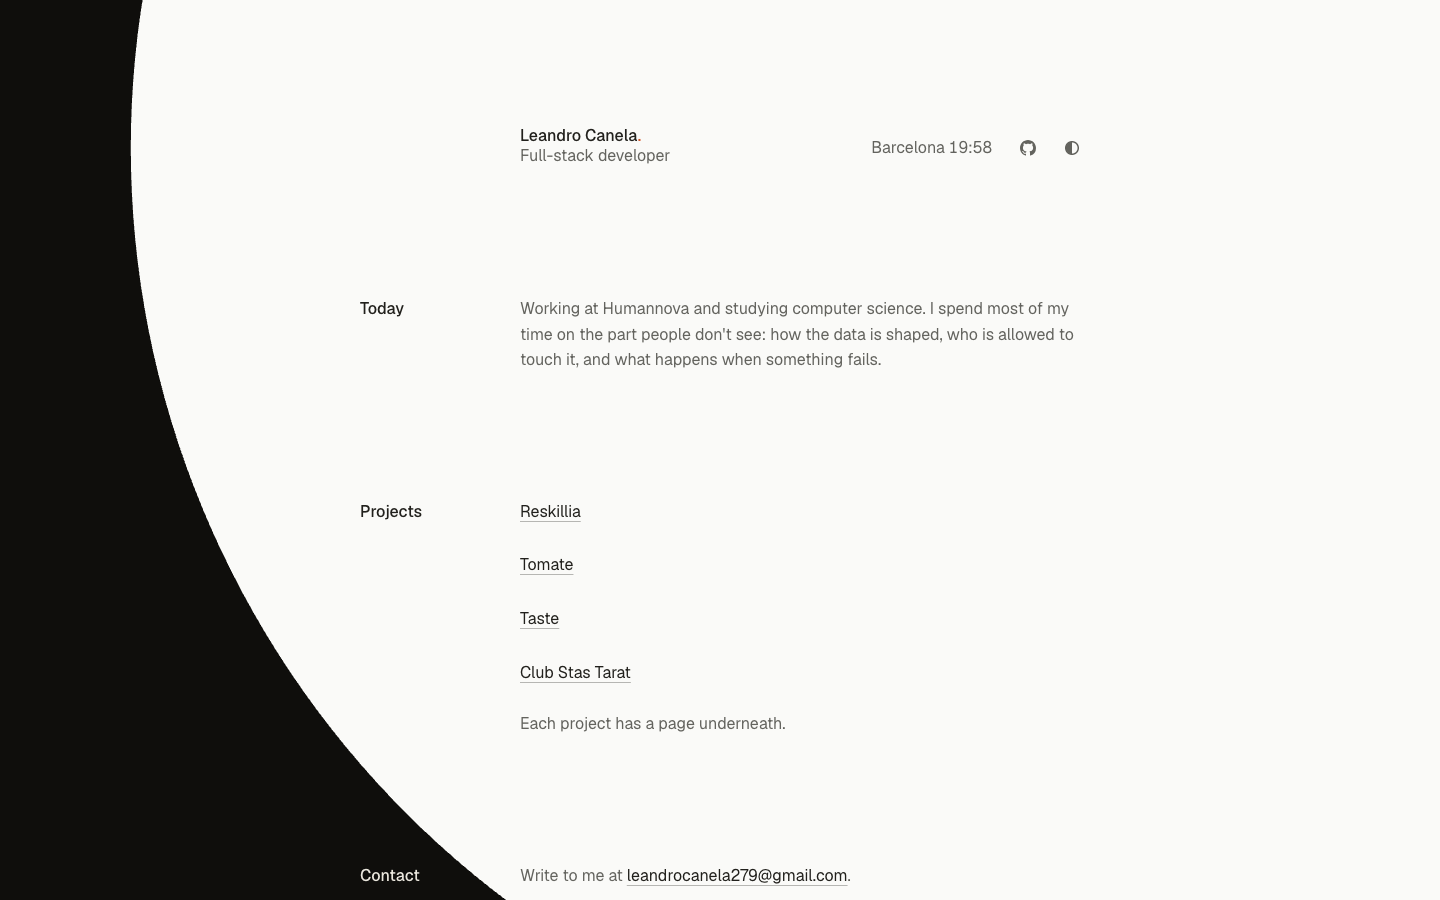 Leandro Canela.
Full-stack developer
Barcelona 19:58
Today
Working at Humannova and studying computer science. I spend most of my
time on the part people don't see: how the data is shaped, who is allowed to
touch it, and what happens when something fails.
Projects
Reskillia
Tomate
Taste
Club Stas Tarat
Each project has a page underneath.
Contact
Write to me at leandrocanela279@gmail.com.